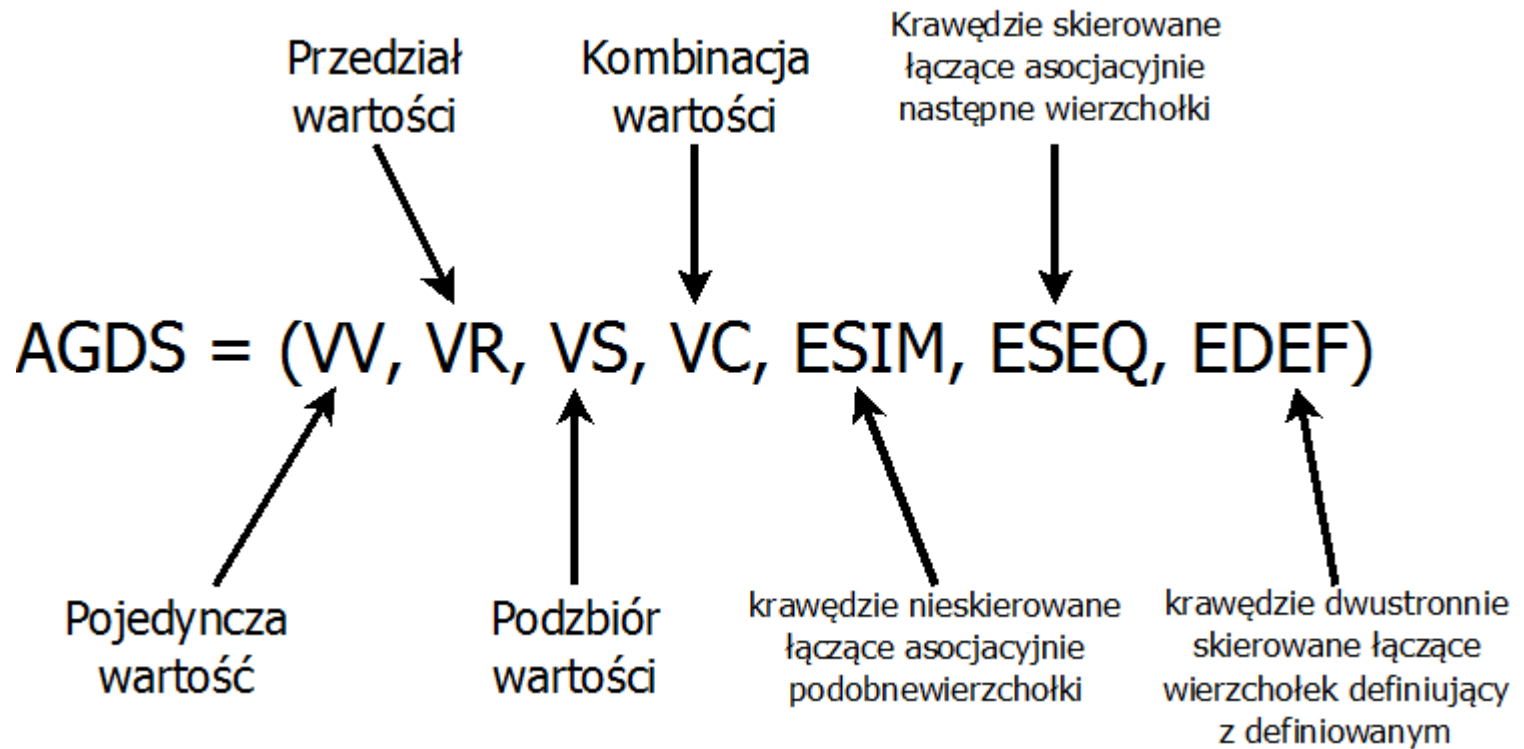 Przedział
wartości
Kombinacja
wartości
Krawędzie skierowane
łączące asocjacyjnie
następne wierzchołki
AGDS = (VV, VR, VS, VC, ESIM, ESEQ, EDEF)
Pojedyncza
wartość
Podzbiór
wartości
krawędzie nieskierowane
łączące asocjacyjnie
podobnewierzchołki
krawędzie dwustronnie
skierowane łączące
wierzchołek definiujący
z definiowanym